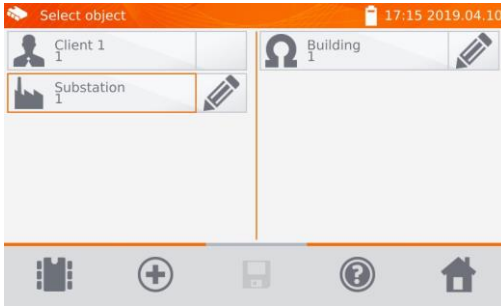 Select object
17:15 2019.04.10
Client 1
1
Substation
1
Building
1